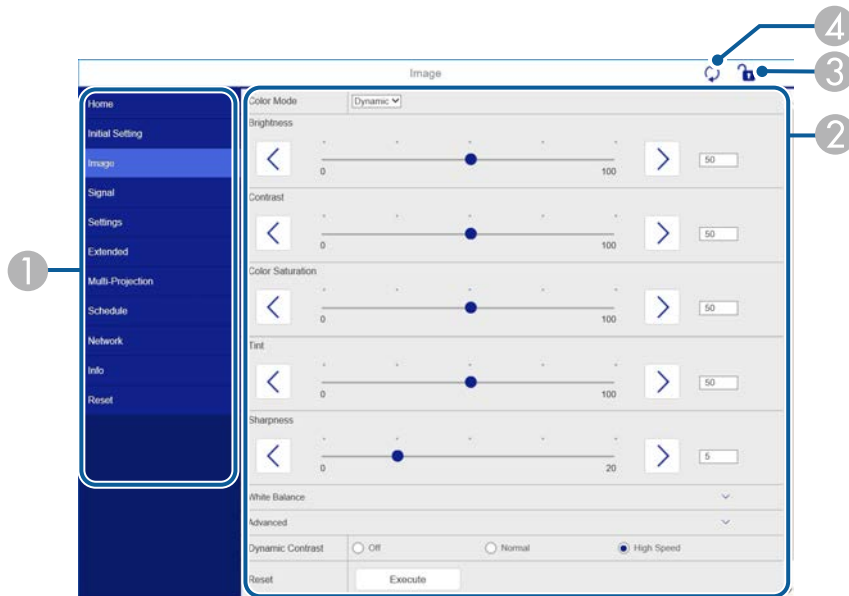 4
Image
3
Home
Initial Setting
Image
Signal
Settings
Extended
Multi-Projection
Schedule
Network
Info
Reset
1
2
Color Mode Dynamic
Brightness
0 100 50
Contrast
0 100 50
Color Saturation
0 100 50
Tint
0 100 50
Sharpness
0 20 5
White Balance
Advanced
Dynamic Contrast Off Normal High Speed
Reset Execute